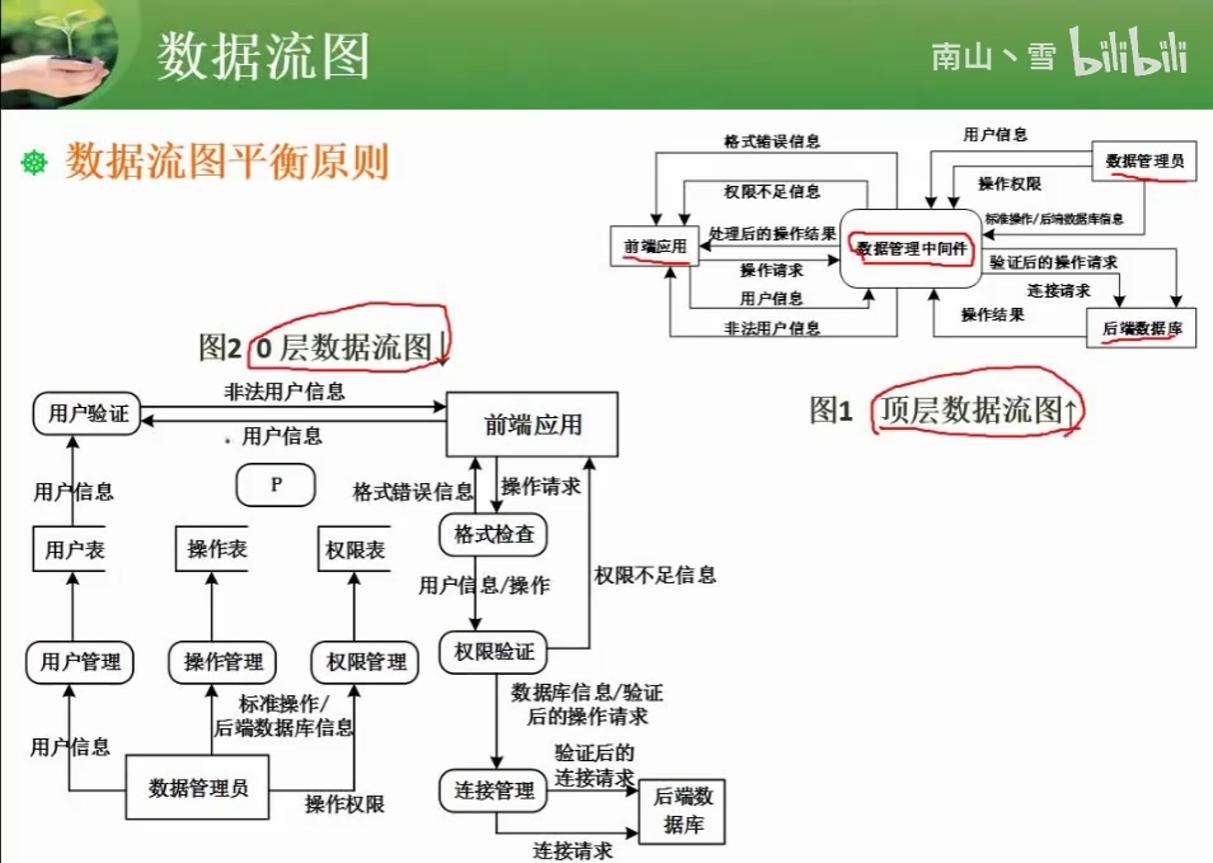 数据流图
南山丶雪 bilibili
数据流图平衡原则
格式错误信息
用户信息
数据管理员
权限不足信息
操作权限
标准操作/后端数据库信息
前端应用
处理后的操作结果
数据管理中间件
操作请求
验证后的操作请求
用户信息
连接请求
非法用户信息
操作结果
后端数据库
图1 顶层数据流图↑
图2 0 层数据流图↓
用户验证
非法用户信息
用户信息
前端应用
P
用户信息
格式错误信息
操作请求
用户表
操作表
权限表
格式检查
用户信息/操作
权限不足信息
用户管理
操作管理
权限管理
权限验证
标准操作/
后端数据库信息
数据库信息/验证
后的操作请求
用户信息
数据管理员
操作权限
验证后的
连接请求
连接管理
后端数
据库
连接请求